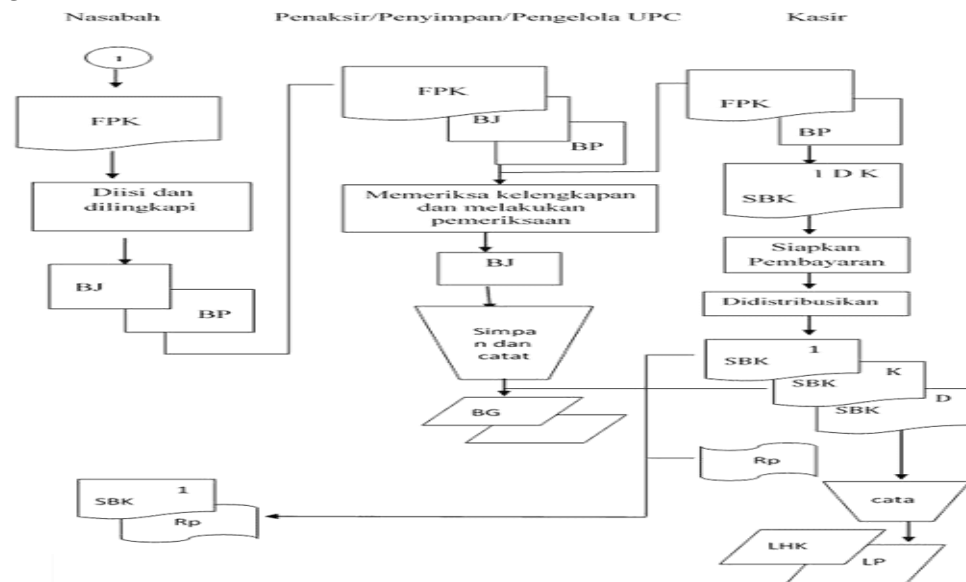 Nasabah
Penaksir/Penyimpan/Pengelola UPC
Kasir
1
FPK
Diisi dan
dilingkapi
BJ
BP
FPK
BJ
BP
Memeriksa kelengkapan
dan melakukan
pemeriksaan
BJ
Simpa
n dan
catat
BG
FPK
BP
1 D K
SBK
Siapkan
Pembayaran
Didistribusikan
SBK 1
SBK K
SBK D
Rp
cata
LHK
LP
SBK 1
Rp